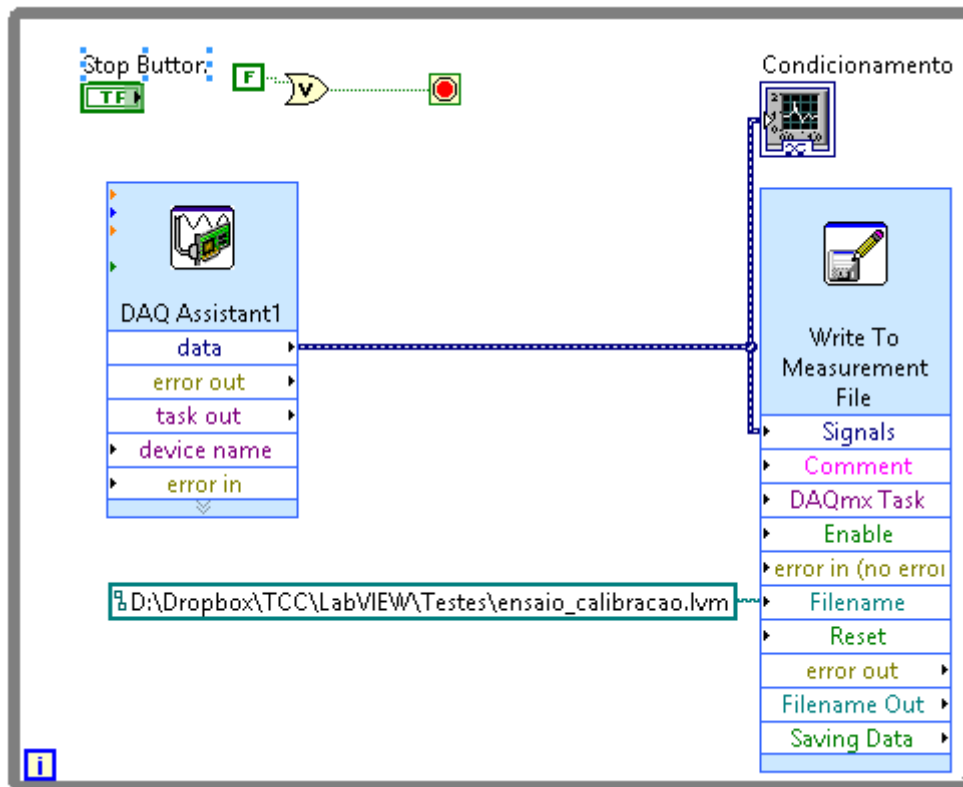 Stop Button
TF
F
V
Condicionamento
DAQ Assistant1
data
error out
task out
device name
error in
D:\Dropbox\TCC\LabVIEW\Testes\ensaio_calibracao.lvm
Write To
Measurement
File
Signals
Comment
DAQmx Task
Enable
error in (no error
Filename
Reset
error out
Filename Out
Saving Data
i